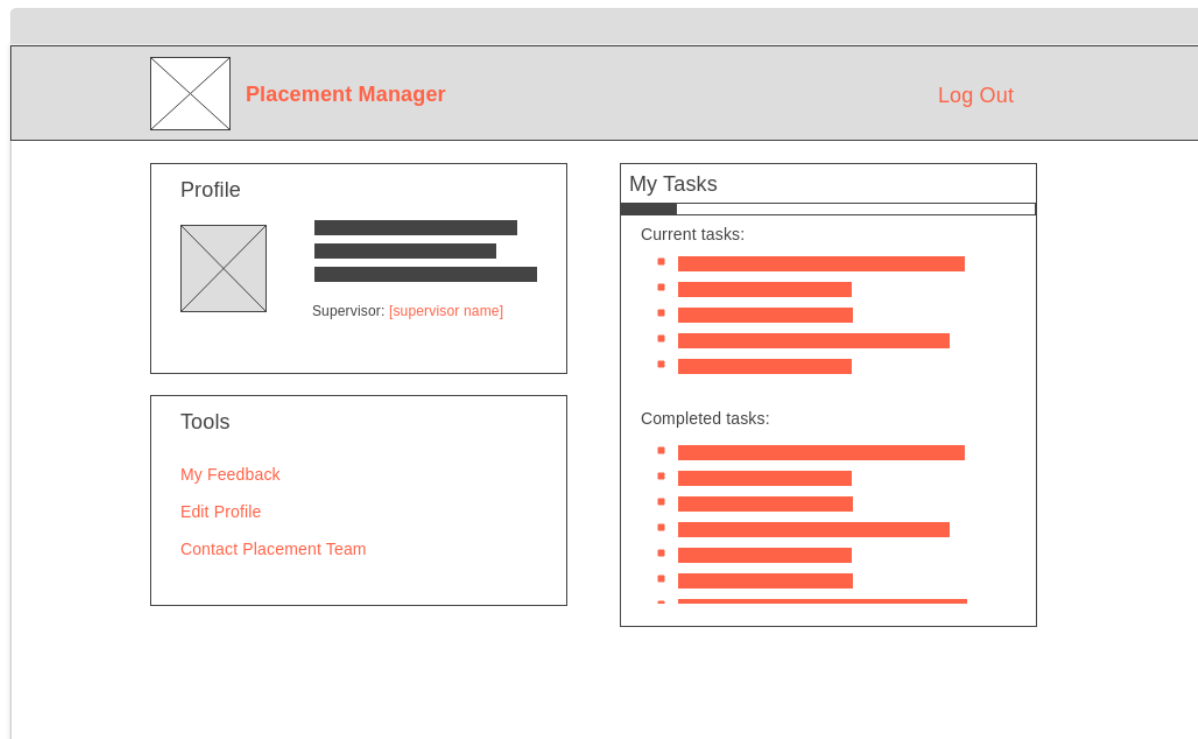 Placement Manager
Log Out
Profile
Supervisor: [supervisor name]
Tools
My Feedback
Edit Profile
Contact Placement Team
My Tasks
Current tasks:
Completed tasks: